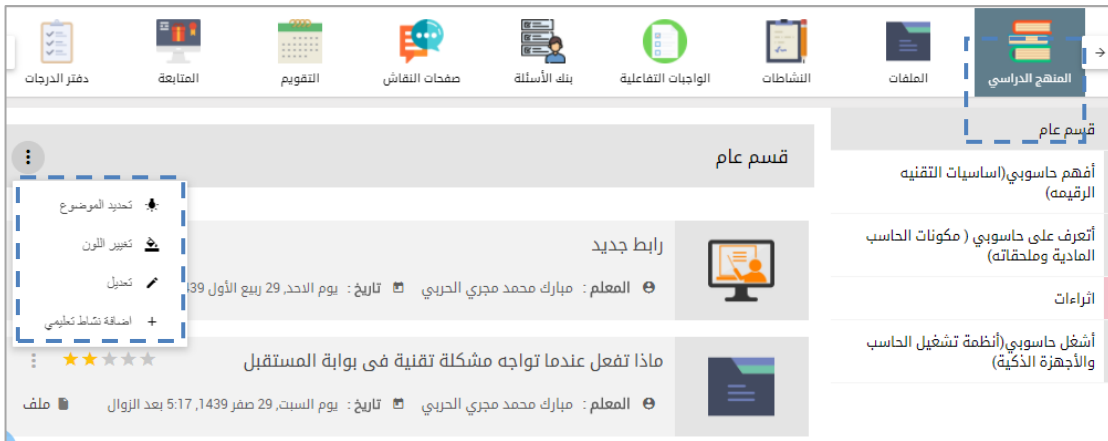 المنهج الدراسي
الملفات
النشاطات
الواجبات التفاعلية
بنك الأسئلة
صفحات النقاش
التقويم
المتابعة
دفتر الدرجات
قسم عام
أفهم حاسوبي(اساسيات التقنيه
الرقيمه)
أتعرف على حاسوبي ( مكونات الحاسب
المادية وملحقاته)
اثراءات
أشغل حاسوبي(أنظمة تشغيل الحاسب
والأجهزة الذكية)
قسم عام
تحديد الموضوع
تغيير اللون
تعديل
+ اضافة نشاط تعليمي
رابط جديد
المعلم : مبارك محمد مجري الحربي تاريخ : يوم الاحد, 29 ربيع الأول
ماذا تفعل عندما تواجه مشكلة تقنية فى بوابة المستقبل
المعلم : مبارك محمد مجري الحربي تاريخ : يوم السبت, 29 صفر 1439, 5:17 بعد الزوال ملف